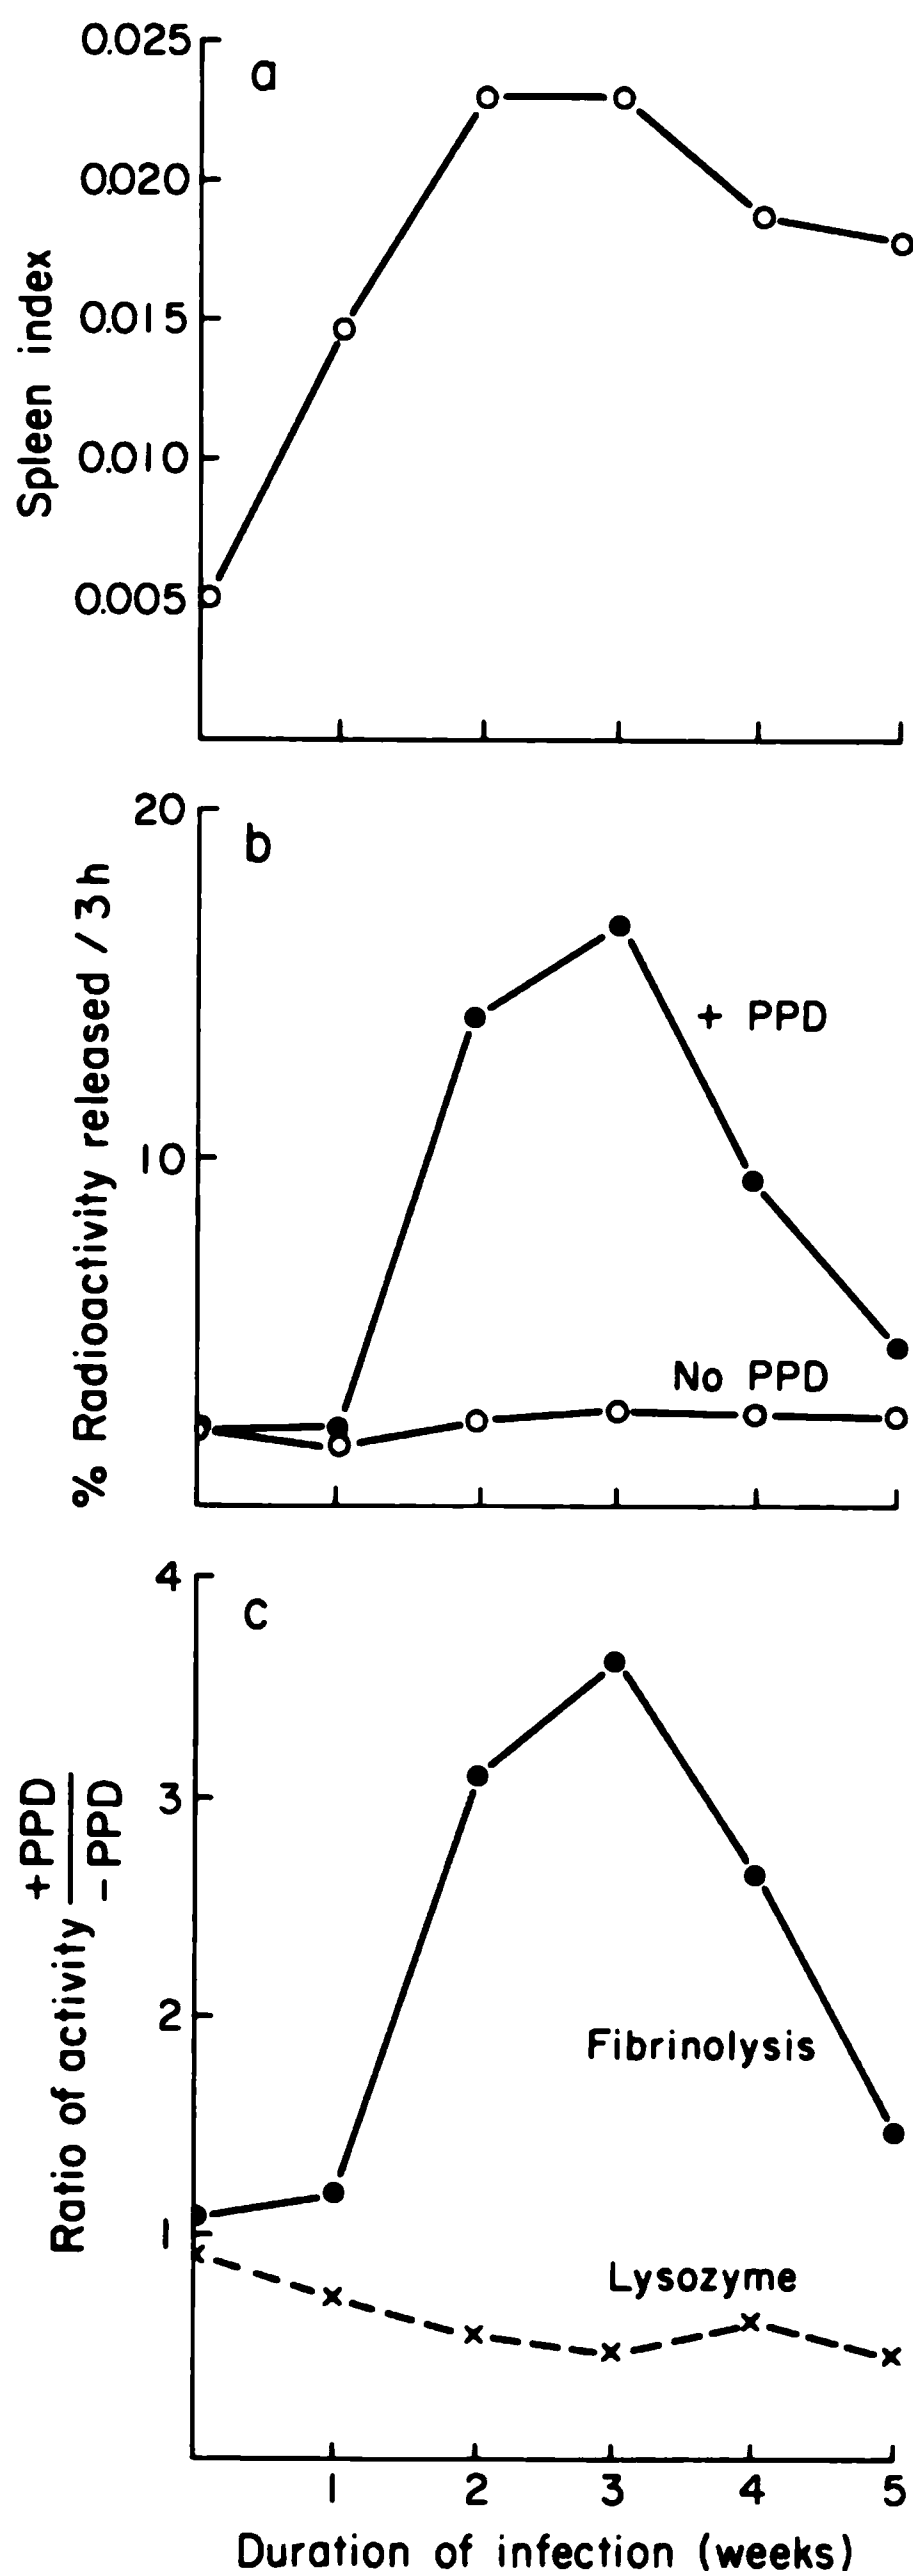 0.025
a
0.020
0.015
0.010
0.005
Spleen index
20
b
10
% Radioactivity released / 3h
+ PPD
No PPD
4
c
3
2
1
Ratio of activity +PPD
−PPD
Fibrinolysis
Lysozyme
1 2 3 4 5
Duration of infection (weeks)